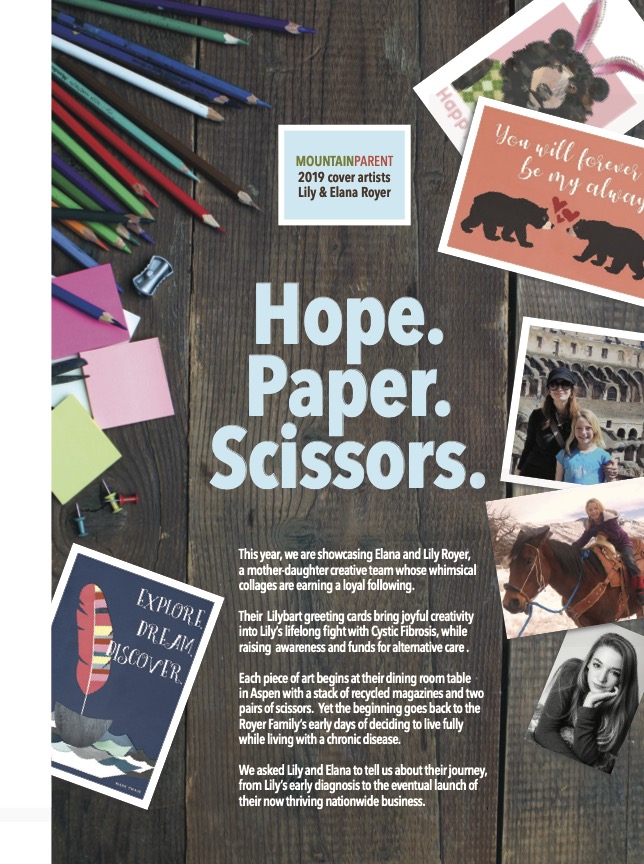 Happ
You will forever
be my alway
MOUNTAINPARENT
2019 cover artists
Lily & Elana Royer
Hope.
Paper.
Scissors.
This year, we are showcasing Elana and Lily Royer,
a mother-daughter creative team whose whimsical
collages are earning a loyal following.
Their Lilybart greeting cards bring joyful creativity
into Lily's lifelong fight with Cystic Fibrosis, while
raising awareness and funds for alternative care .
Each piece of art begins at their dining room table
in Aspen with a stack of recycled magazines and two
pairs of scissors. Yet the beginning goes back to the
Royer Family's early days of deciding to live fully
while living with a chronic disease.
We asked Lily and Elana to tell us about their journey,
from Lily's early diagnosis to the eventual launch of
their now thriving nationwide business.
EXPLORE.
DREAM.
DISCOVER.
MARK TWAIN